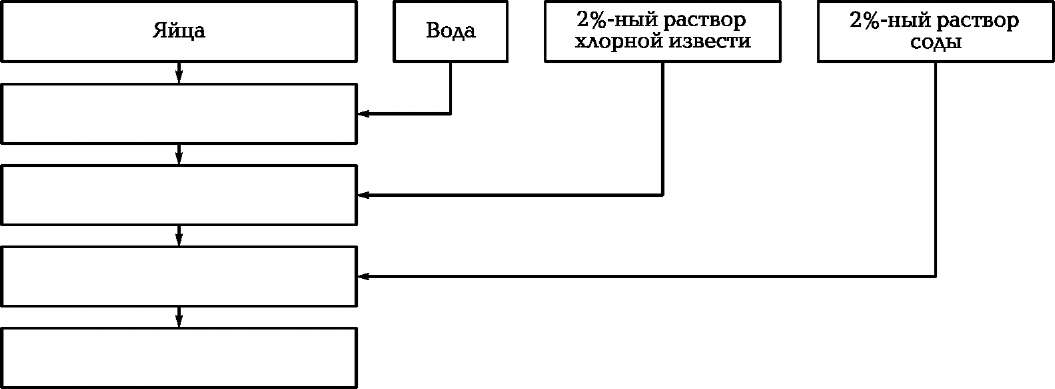 Яйца
Вода
2%-ный раствор
хлорной извести
2%-ный раствор
соды